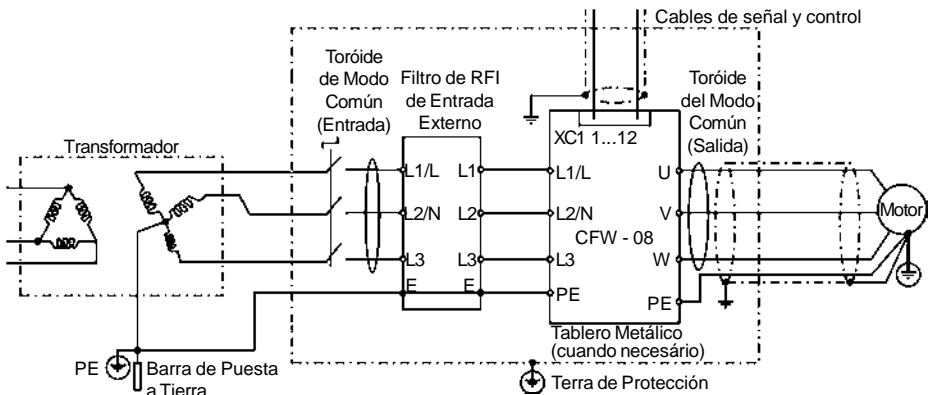 Cables de señal y control
Toróide
de Modo
Común
(Entrada)
Filtro de RFI
de Entrada
Externo
Toróide
del Modo
Común
(Salida)
Transformador
XC1 1...12
L1/L
L1
L1/L
U
L2/N
L2
L2/N
V
Motor
CFW - 08
L3
L3
L3
W
E
E
PE
PE
Tablero Metálico
(cuando necesário)
PE
Barra de Puesta
a Tierra
Terra de Protección